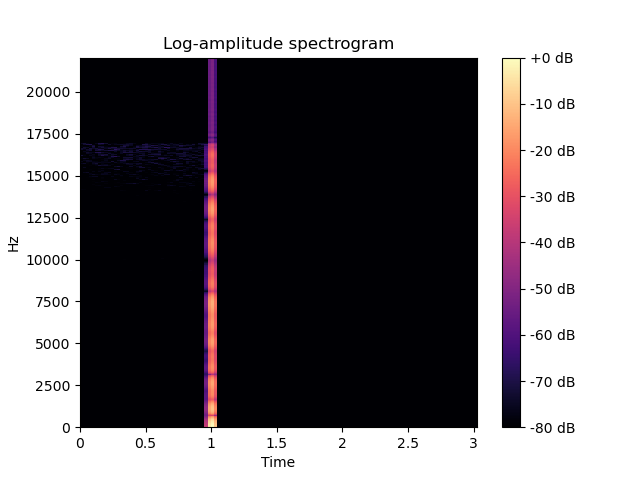 Log-amplitude spectrogram
+0 dB
20000
-10 dB
17500
-20 dB
15000
-30 dB
12500
Hz
10000
-40 dB
-50 dB
7500
-60 dB
5000
-70 dB
2500
0
-80 dB
0 0.5 1 1.5 2 2.5 3
Time